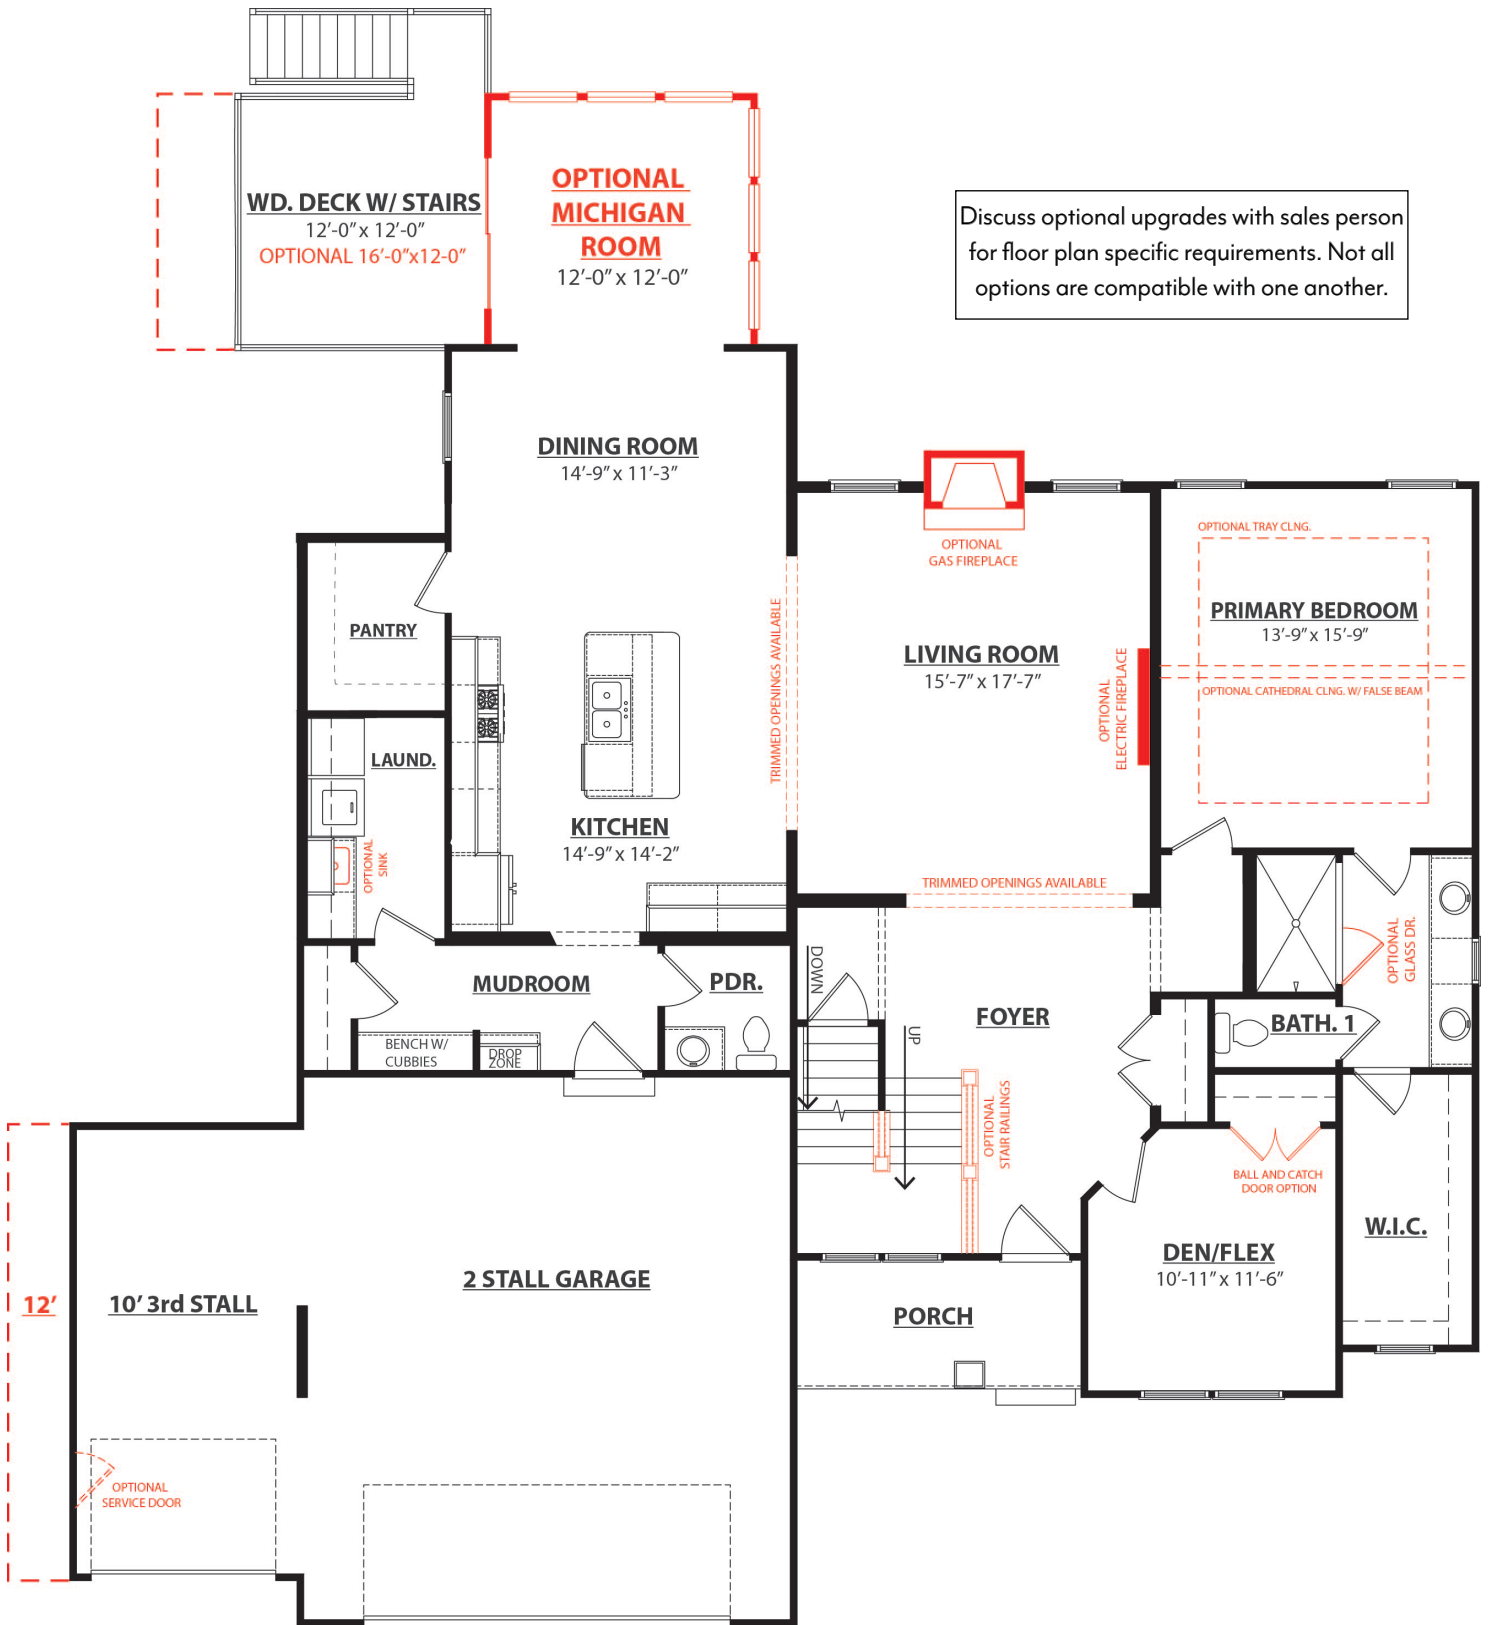 WD. DECK W/ STAIRS
12'-0" x 12'-0"
OPTIONAL 16'-0"x12-0"
OPTIONAL
MICHIGAN
ROOM
12'-0" x 12'-0"
Discuss optional upgrades with sales person
for floor plan specific requirements. Not all
options are compatible with one another.
DINING ROOM
14'-9" x 11'-3"
OPTIONAL
GAS FIREPLACE
OPTIONAL TRAY CLNG.
PRIMARY BEDROOM
13'-9" x 15'-9"
OPTIONAL CATHEDRAL CLNG. W/ FALSE BEAM
PANTRY
TRIMMED OPENINGS AVAILABLE
LIVING ROOM
15'-7" x 17'-7"
OPTIONAL
ELECTRIC FIREPLACE
LAUND.
OPTIONAL
SINK
KITCHEN
14'-9" x 14'-2"
TRIMMED OPENINGS AVAILABLE
OPTIONAL
GLASS DR.
MUDROOM
PDR.
DOWN
UP
FOYER
BATH. 1
BENCH W/
CUBBIES
DROP
ZONE
OPTIONAL
STAIR RAILINGS
BALL AND CATCH
DOOR OPTION
W.I.C.
DEN/FLEX
10'-11" x 11'-6"
12'
10' 3rd STALL
2 STALL GARAGE
PORCH
OPTIONAL
SERVICE DOOR